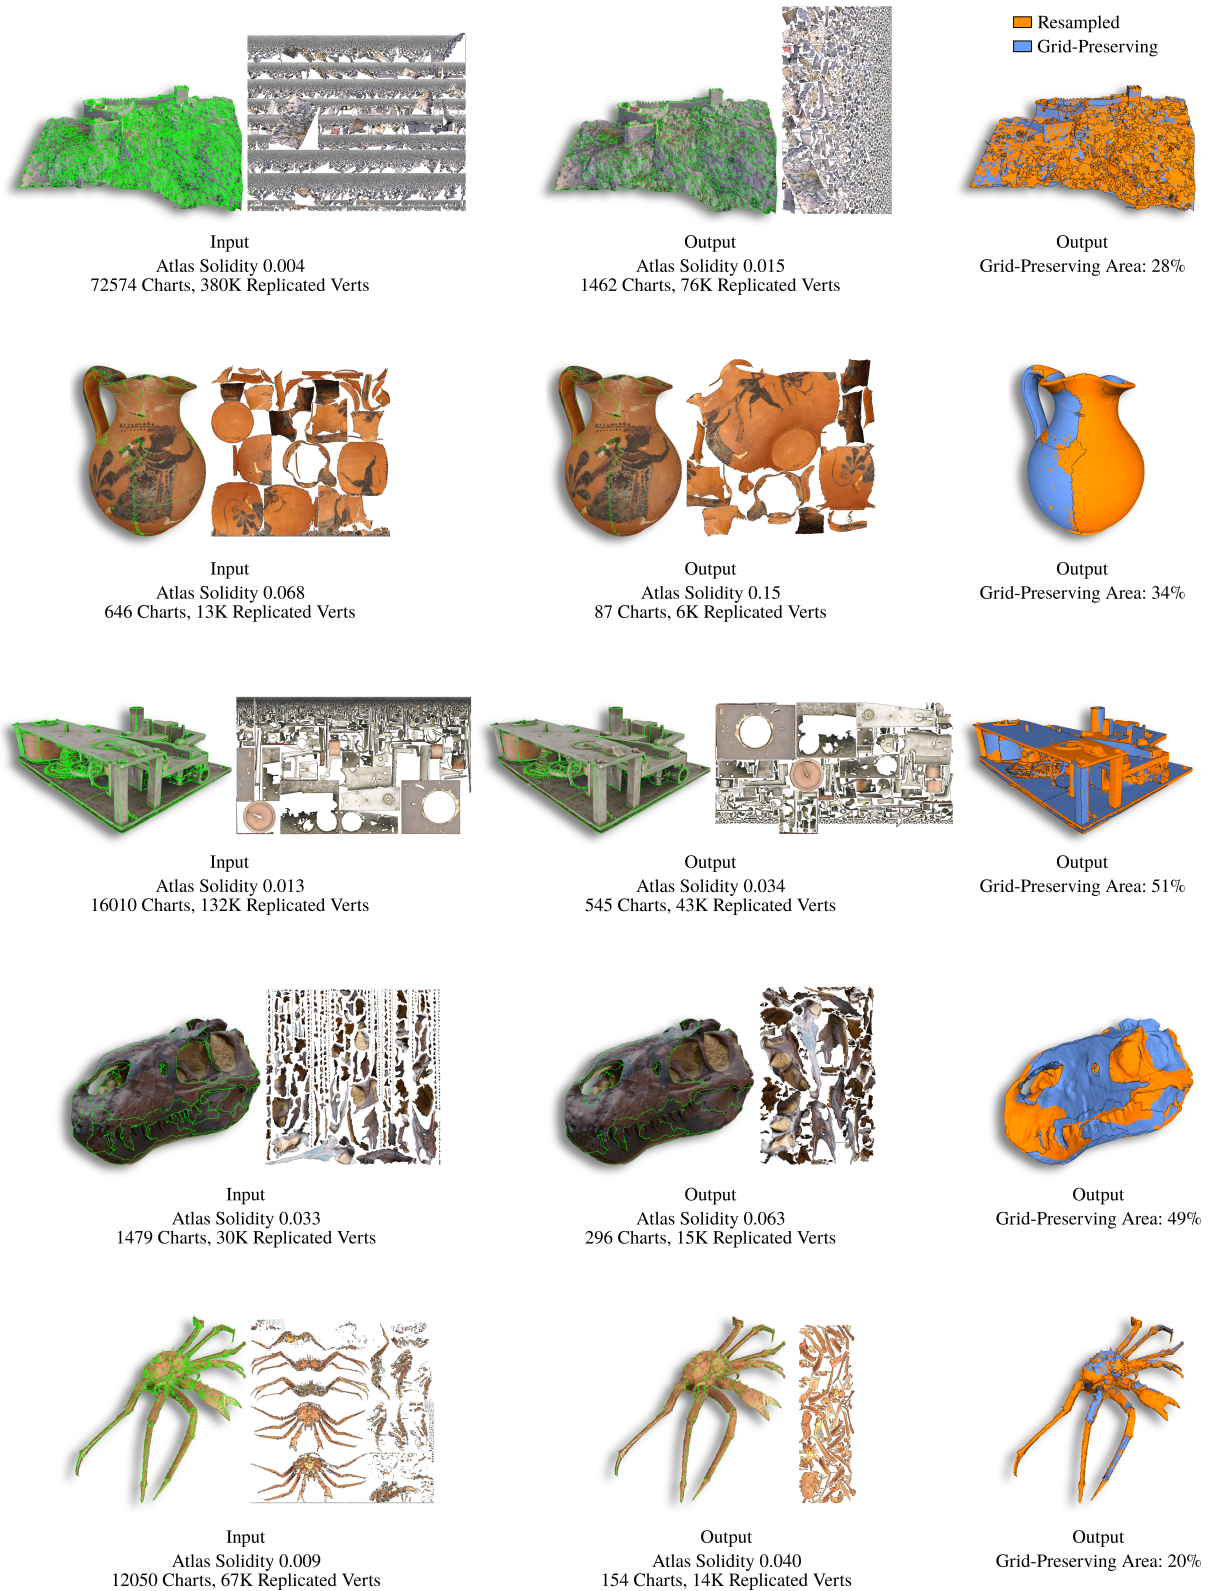 Resampled
Grid-Preserving
Input
Atlas Solidity 0.004
72574 Charts, 380K Replicated Verts
Output
Atlas Solidity 0.015
1462 Charts, 76K Replicated Verts
Output
Grid-Preserving Area: 28%
Input
Atlas Solidity 0.068
646 Charts, 13K Replicated Verts
Output
Atlas Solidity 0.15
87 Charts, 6K Replicated Verts
Output
Grid-Preserving Area: 34%
Input
Atlas Solidity 0.013
16010 Charts, 132K Replicated Verts
Output
Atlas Solidity 0.034
545 Charts, 43K Replicated Verts
Output
Grid-Preserving Area: 51%
Input
Atlas Solidity 0.033
1479 Charts, 30K Replicated Verts
Output
Atlas Solidity 0.063
296 Charts, 15K Replicated Verts
Output
Grid-Preserving Area: 49%
Input
Atlas Solidity 0.009
12050 Charts, 67K Replicated Verts
Output
Atlas Solidity 0.040
154 Charts, 14K Replicated Verts
Output
Grid-Preserving Area: 20%